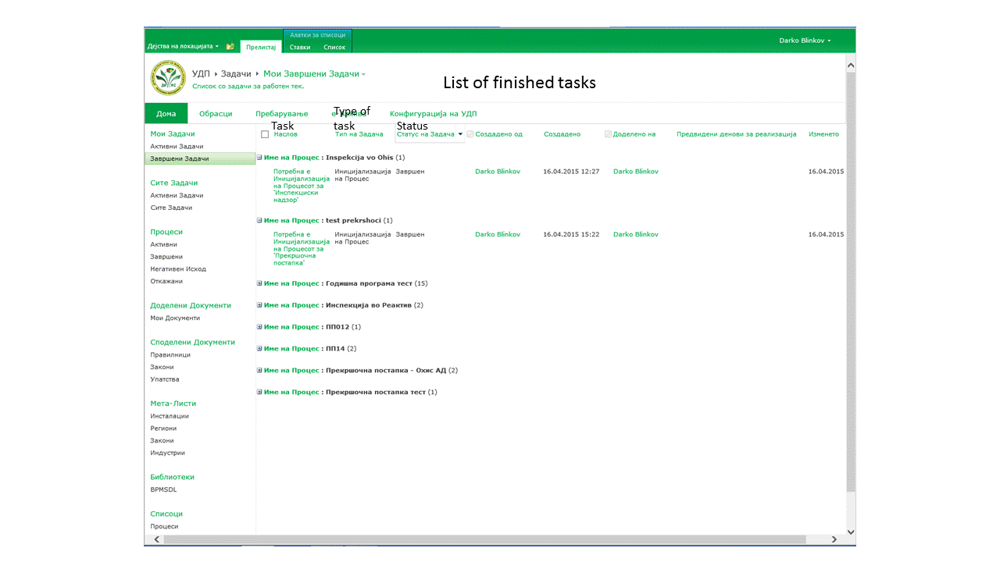 Алатки за списоци
Дејства на локацијата
Прелистај
Ставки
Список
Darko Blinkov
УДП
Задачи
Мои Завршени Задачи
Список со задачи за работен тек.
List of finished tasks
Дома
Обрасци
Пребарување
Type of
task
Конфигурација на УДП
Task
Status
Наслов
Тип на Задача
Статус на Задача
Создадено од
Создадено
Доделено на
Предвидени денови за реализација
Изменето
Мои Задачи
Активни Задачи
Завршени Задачи
Сите Задачи
Активни Задачи
Сите Задачи
Процеси
Активни
Завршени
Негативен Исход
Откажани
Доделени Документи
Мои Документи
Споделени Документи
Правилници
Закони
Упатства
Мета-Листи
Инсталации
Региони
Закони
Индустрии
Библиотеки
BPMSDL
Списоци
Процеси
Име на Процес : Inspekcija vo Ohis (1)
Потребна е
Иницијализација
на Процесот за
'Инспекциски
надзор'
Иницијализација
на Процес
Завршен
Darko Blinkov
16.04.2015 12:27
Darko Blinkov
16.04.2015
Име на Процес : test prekrshoci (1)
Потребна е
Иницијализација
на Процесот за
'Прекршочна
постапка'
Иницијализација
на Процес
Завршен
Darko Blinkov
16.04.2015 15:22
Darko Blinkov
16.04.2015
Име на Процес : Годишна програма тест (15)
Име на Процес : Инспекција во Реактив (2)
Име на Процес : ПП012 (1)
Име на Процес : ПП14 (2)
Име на Процес : Прекршочна постапка - Охис АД (2)
Име на Процес : Прекршочна постапка тест (1)